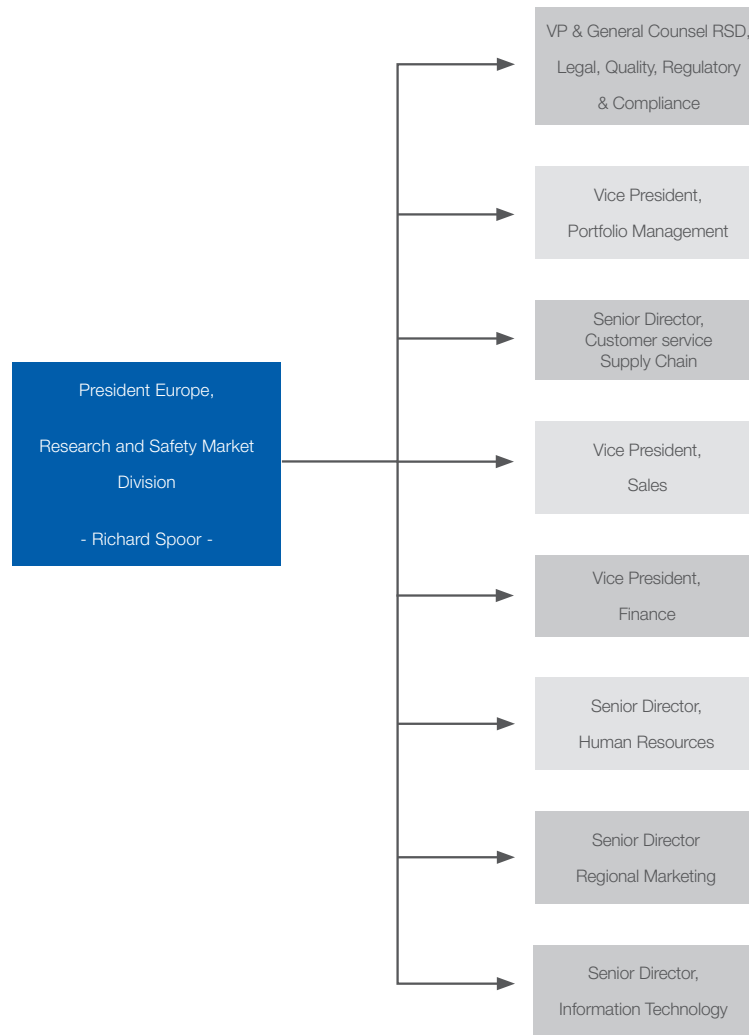 President Europe,
Research and Safety Market
Division
- Richard Spoor -
VP & General Counsel RSD,
Legal, Quality, Regulatory
& Compliance
Vice President,
Portfolio Management
Senior Director,
Customer service
Supply Chain
Vice President,
Sales
Vice President,
Finance
Senior Director,
Human Resources
Senior Director
Regional Marketing
Senior Director,
Information Technology